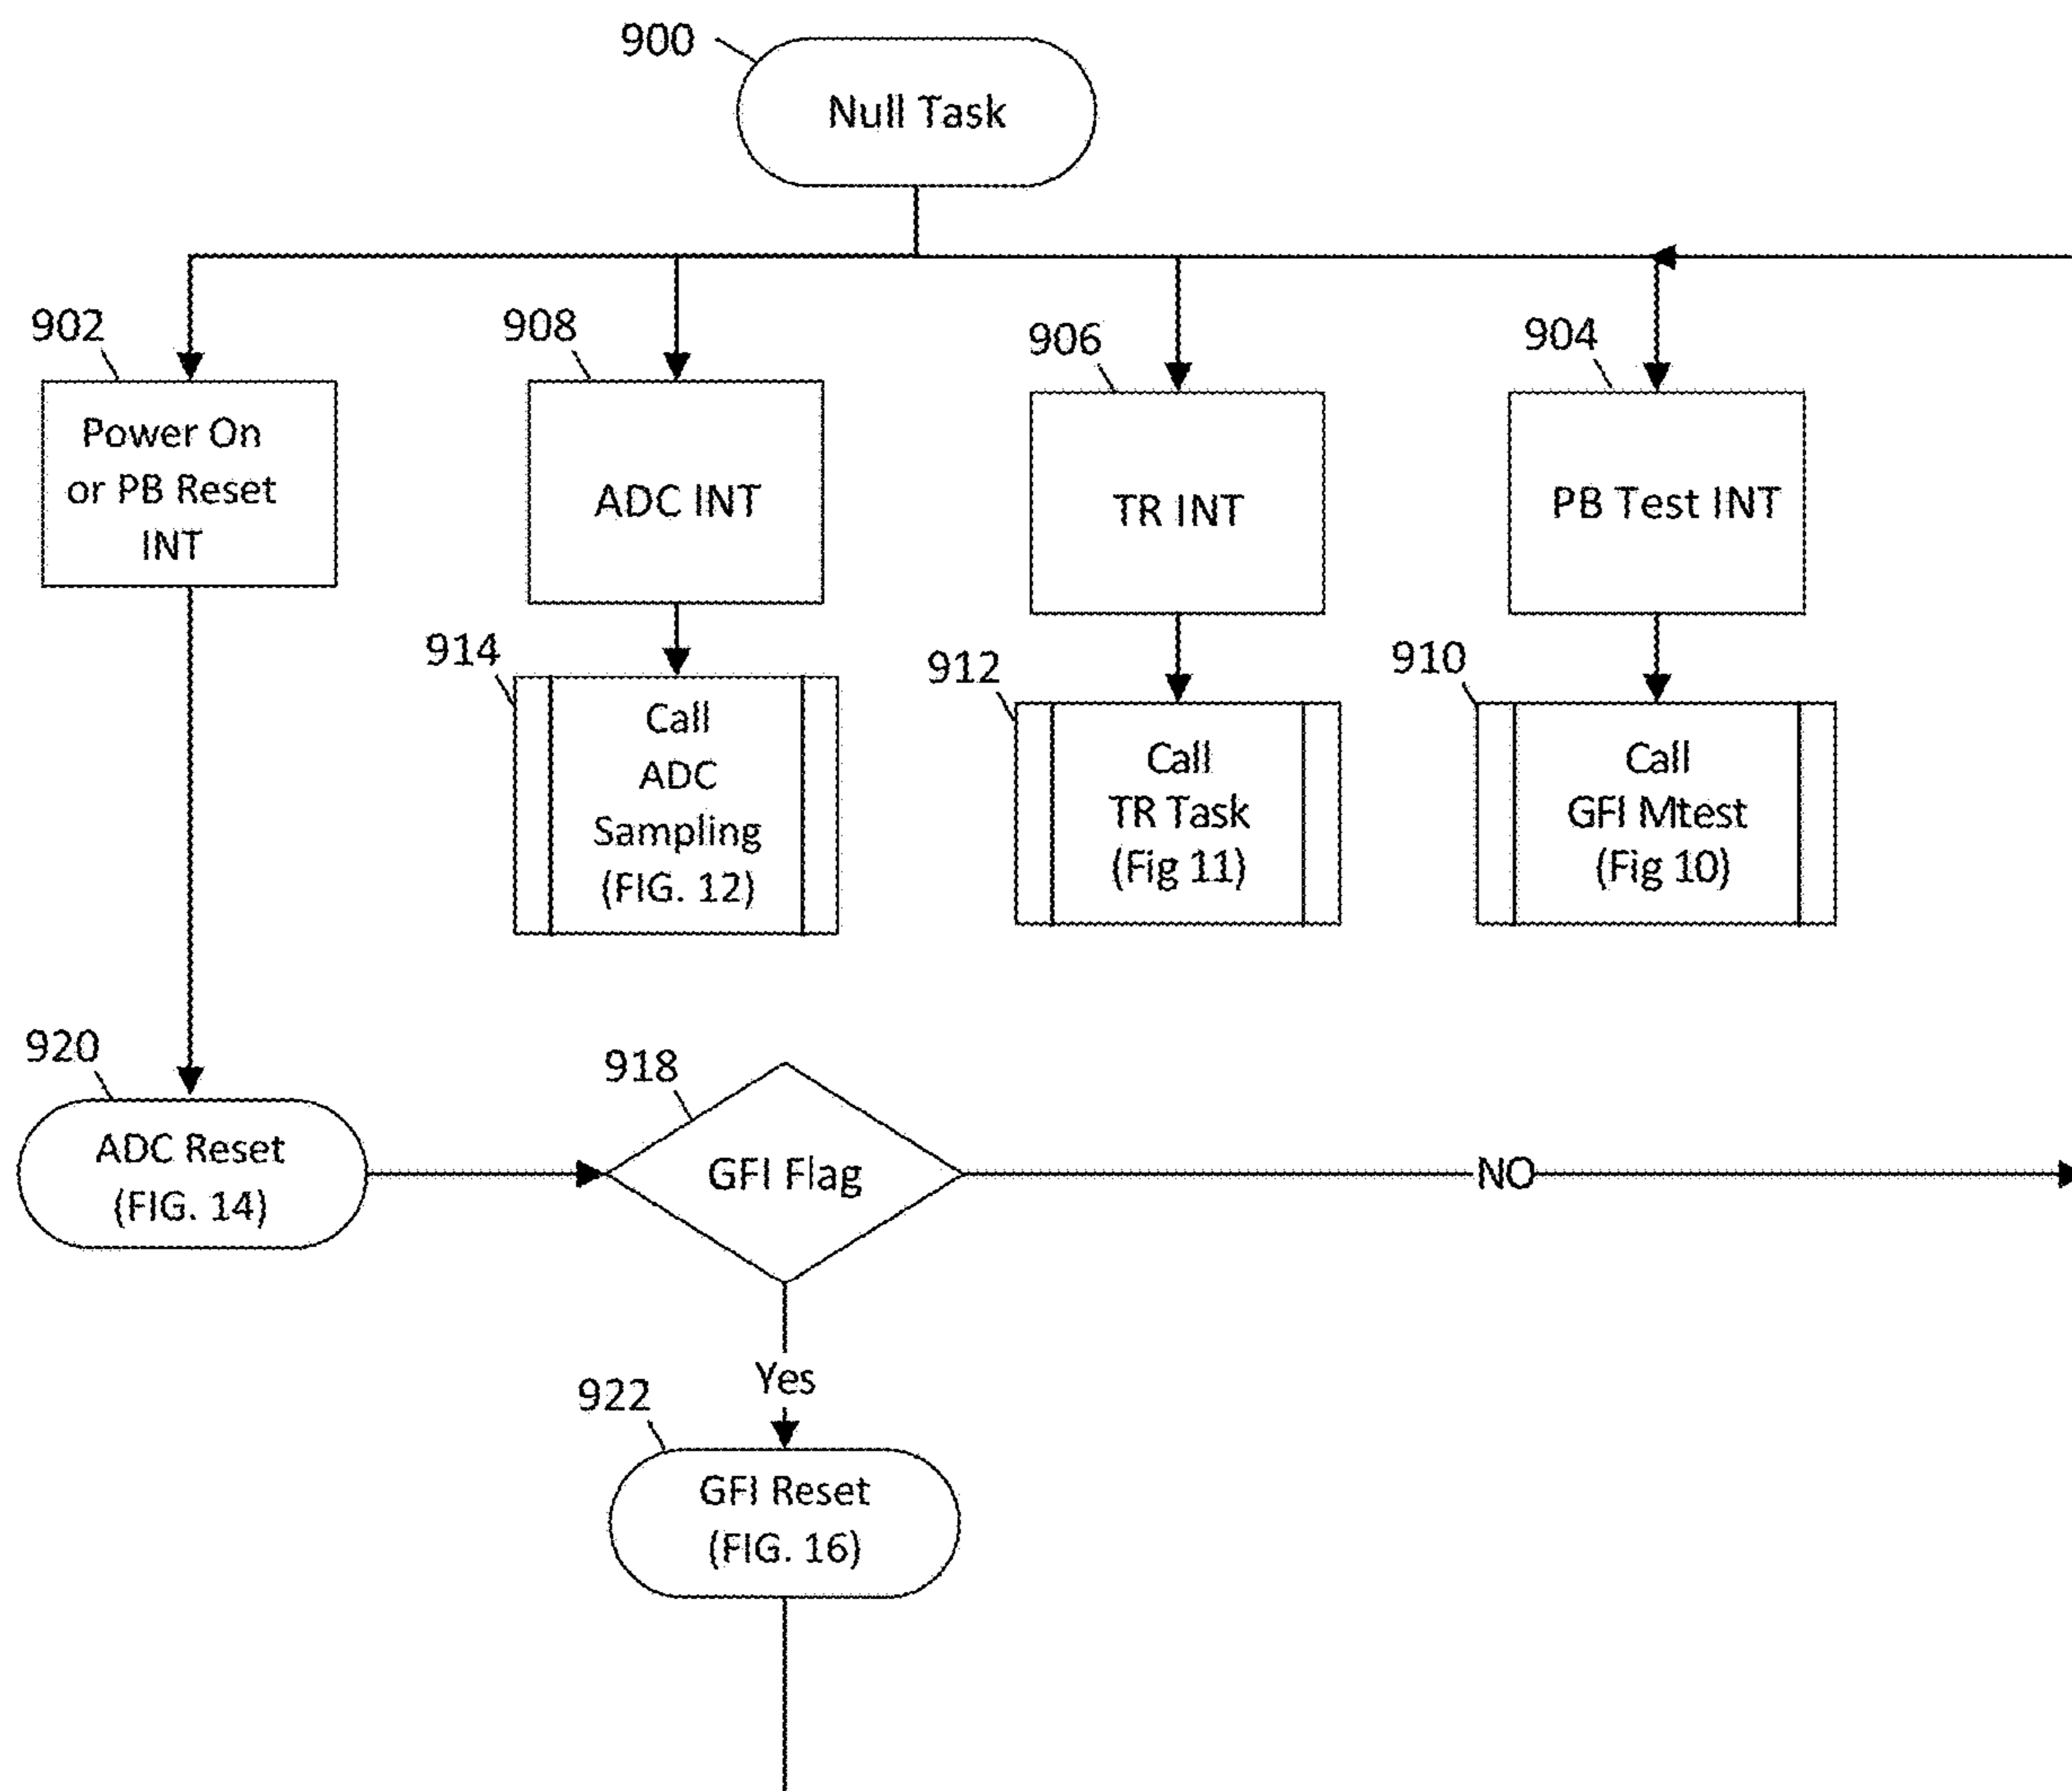 900
Null Task
902
908
906
904
Power On
or PB Reset
INT
ADC INT
TR INT
PB Test INT
914
912
910
Call
ADC
Sampling
(FIG. 12)
Call
TR Task
(Fig 11)
Call
GFI Mtest
(Fig 10)
920
918
ADC Reset
(FIG. 14)
GFI Flag
NO
Yes
922
GFI Reset
(FIG. 16)